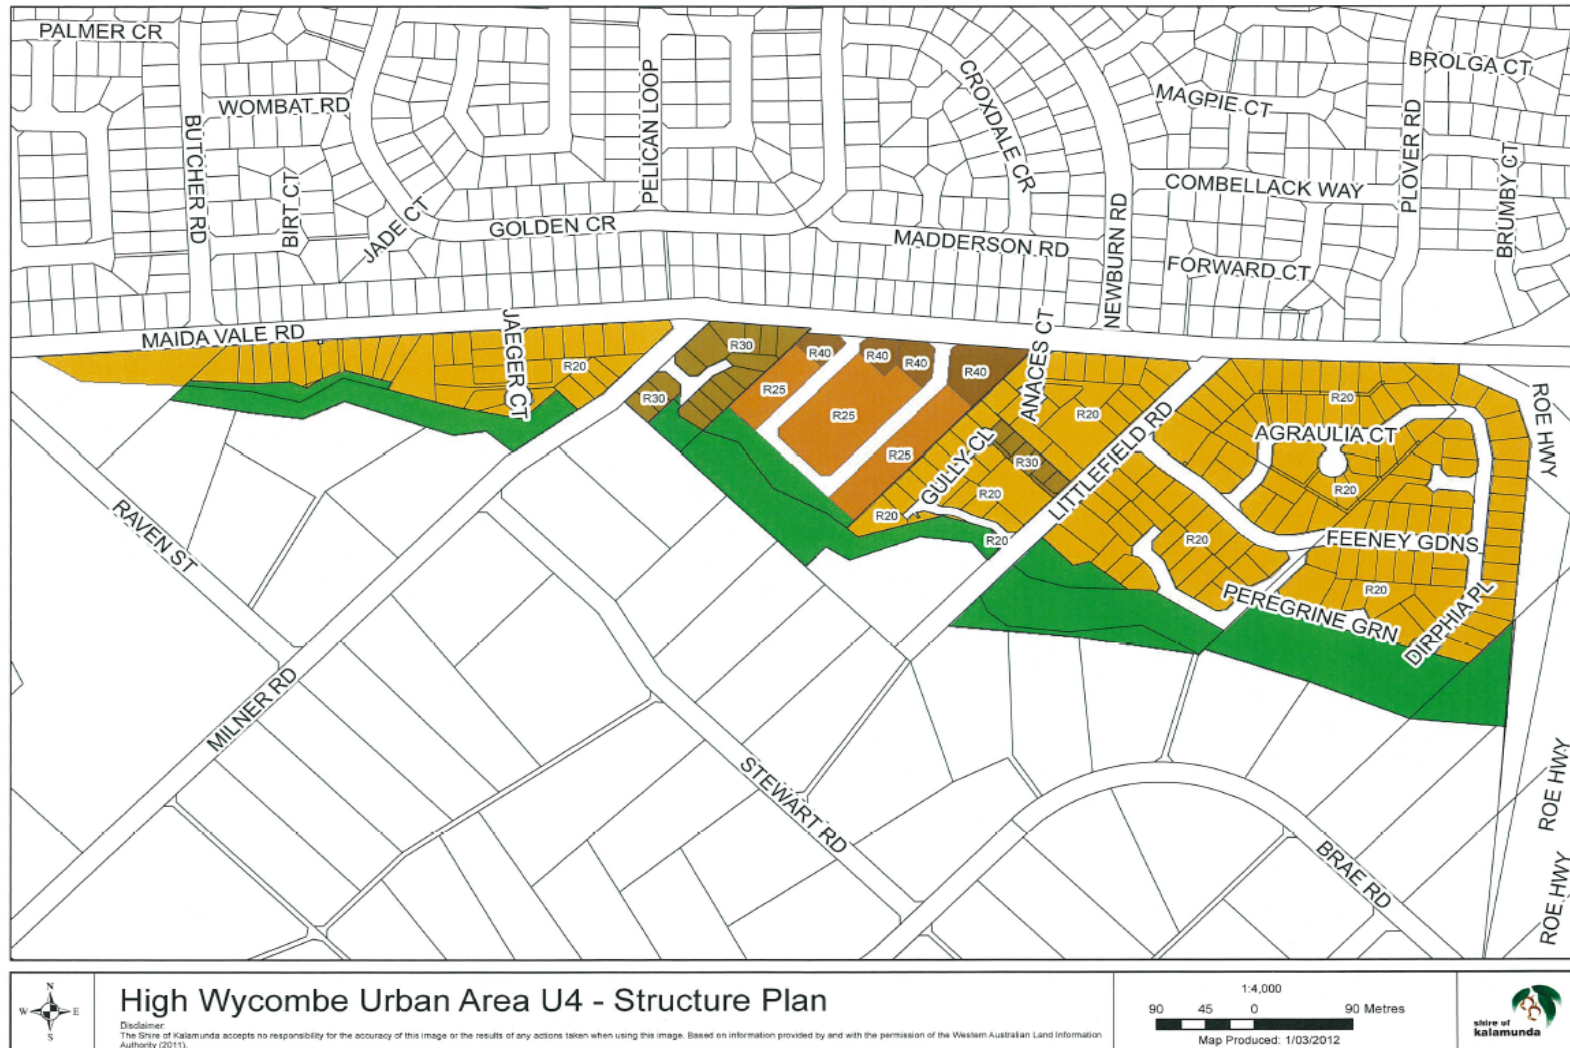 PALMER CR
WOMBAT RD
BUTCHER RD
BIRT CT
JADE CT
PELICAN LOOP
GOLDEN CR
CROXDALE CR
MADDERSON RD
NEWBURN RD
MAGPIE CT
BROLGA CT
PLOVER RD
COMBELLACK WAY
BRUMBY CT
FORWARD CT
MAIDA VALE RD
JAEGER CT
R20
R30
R30
R40
R40
R40
R40
R25
R25
R25
ANACES CT
R20
GULLY CL
R30
R20
R20
R20
LITTLEFIELD RD
R20
AGRAULIA CT
R20
ROE HWY
FEENEY GDNS
R20
R20
PEREGRINE GRN
DIRPHIA PL
RAVEN ST
MILNER RD
STEWART RD
BRAE RD
ROE HWY
ROE HWY
N
W E
S
High Wycombe Urban Area U4 - Structure Plan
Disclaimer:
The Shire of Kalamunda accepts no responsibility for the accuracy of this image or the results of any actions taken when using this image. Based on information provided by and with the permission of the Western Australian Land Information
Authority (2011).
1:4,000
90 45 0 90 Metres
Map Produced: 1/03/2012
shire of
kalamunda